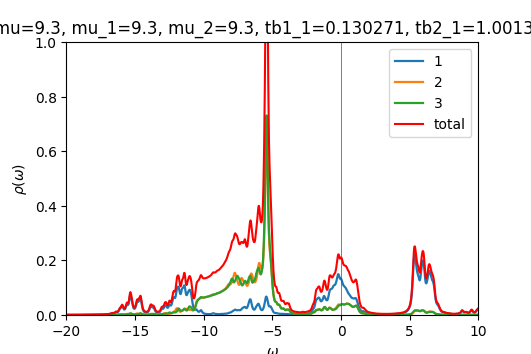 mu=9.3, mu_1=9.3, mu_2=9.3, tb1_1=0.130271, tb2_1=1.0013
1.0
0.8
0.6
0.4
0.2
0.0
ρ(ω)
1
2
3
total
−20 −15 −10 −5 0 5 10
ω